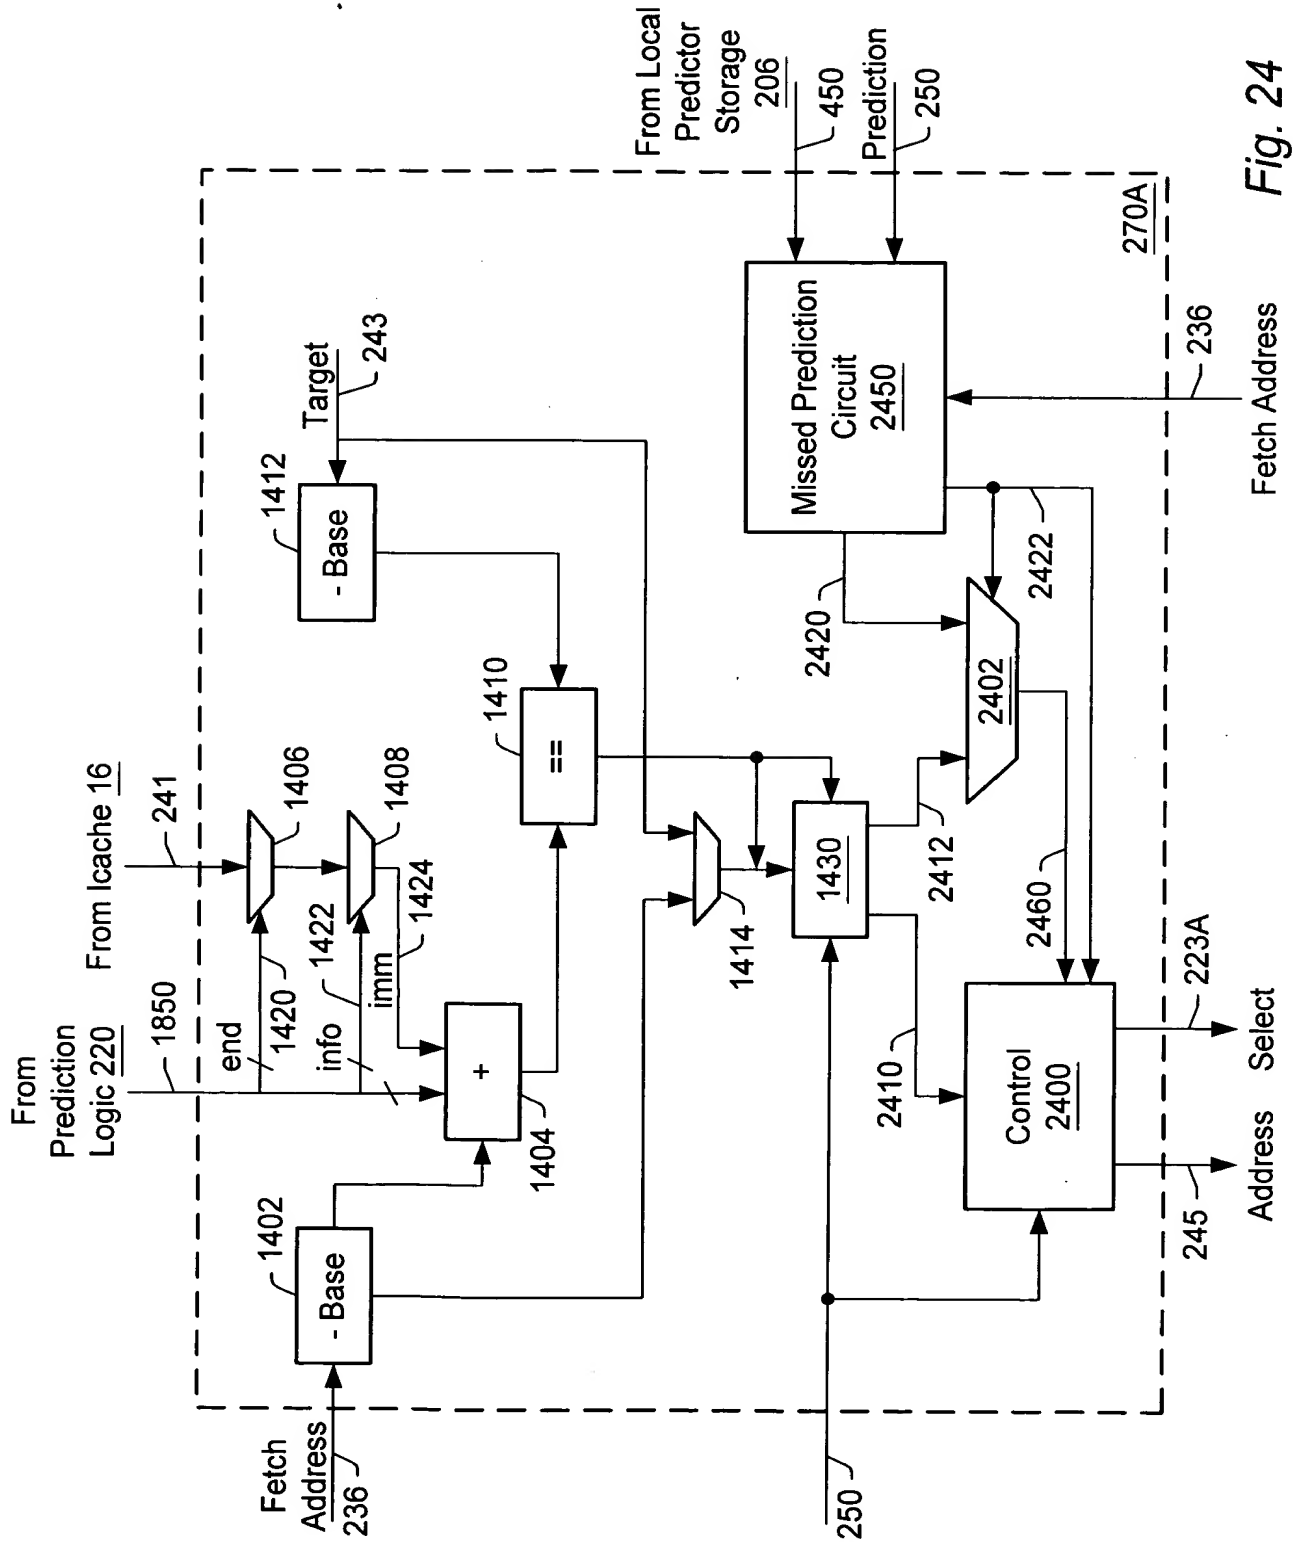 From
Prediction
Logic 220
1850
From Icache 16
241
end
1420
info
1422
imm
1424
1406
1408
Fetch
Address
236
- Base
1402
+
1404
==
1410
- Base
1412
Target
243
1414
1430
250
2410
2412
2420
2402
2422
2460
Control
2400
Missed Prediction
Circuit
2450
From Local
Predictor
Storage
206
450
Prediction
250
270A
245
Address
223A
Select
236
Fetch Address
Fig. 24